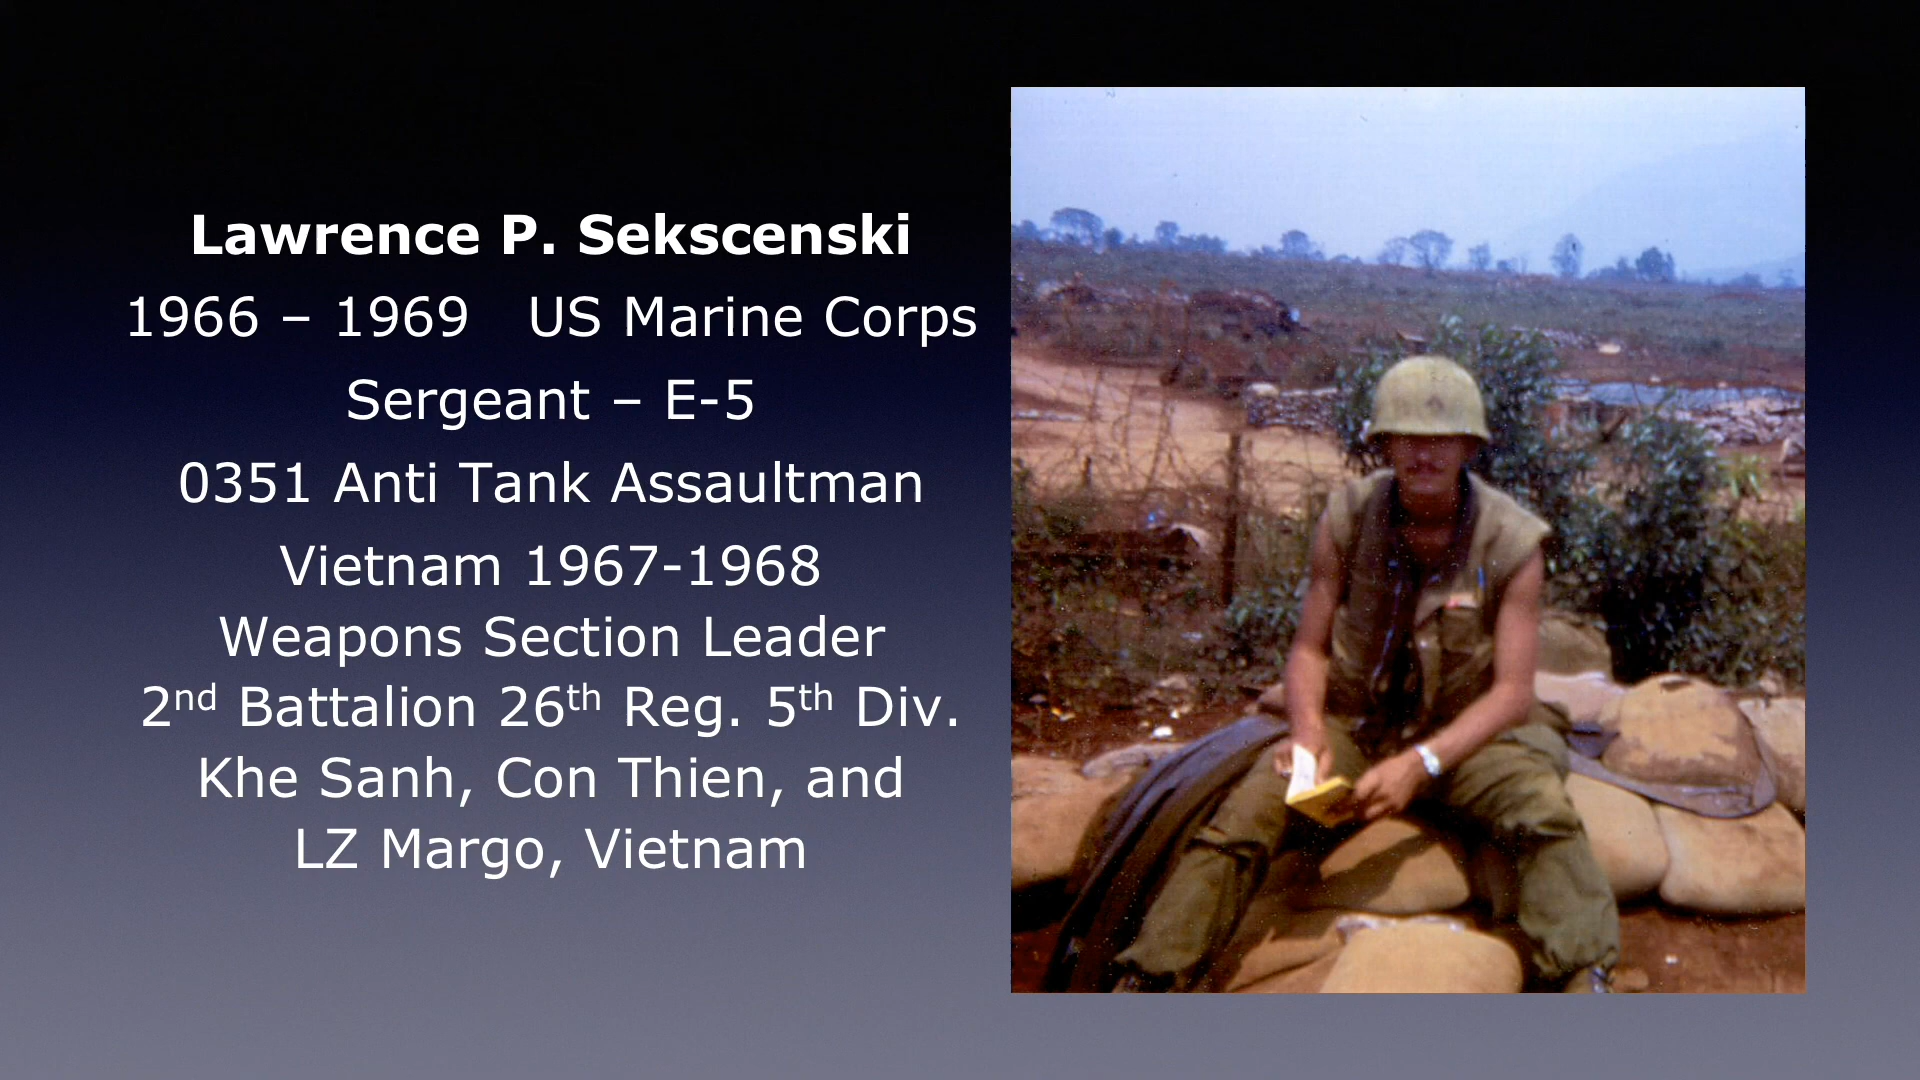 Lawrence P. Sekscenski
1966 – 1969   US Marine Corps
Sergeant – E-5
0351 Anti Tank Assaultman
Vietnam 1967-1968
Weapons Section Leader
2nd Battalion 26th Reg. 5th Div.
Khe Sanh, Con Thien, and
LZ Margo, Vietnam